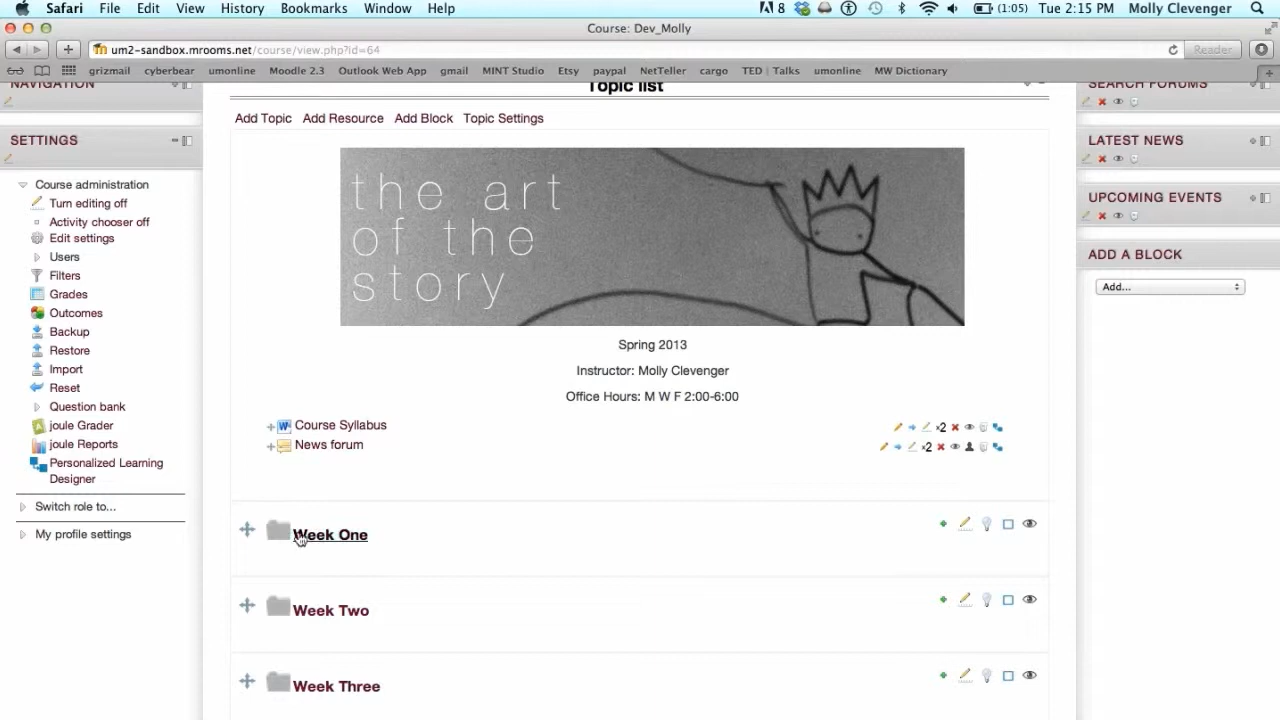 Safari File Edit View History Bookmarks Window Help 8 (1:05) Tue 2:15 PM Molly Clevenger
Course: Dev_Molly
um2-sandbox.mrooms.net/course/view.php?id=64 Reader
grizmail cyberbear umonline Moodle 2.3 Outlook Web App gmail MINT Studio Etsy paypal NetTeller cargo TED | Talks umonline MW Dictionary
NAVIGATION
SETTINGS
Course administration
Turn editing off
Activity chooser off
Edit settings
Users
Filters
Grades
Outcomes
Backup
Restore
Import
Reset
Question bank
joule Grader
joule Reports
Personalized Learning
Designer
Switch role to...
My profile settings
Topic list
Add Topic Add Resource Add Block Topic Settings
the art
of the
story
Spring 2013
Instructor: Molly Clevenger
Office Hours: M W F 2:00-6:00
Course Syllabus x2
News forum x2
Week One
Week Two
Week Three
SEARCH FORUMS
LATEST NEWS
UPCOMING EVENTS
ADD A BLOCK
Add...